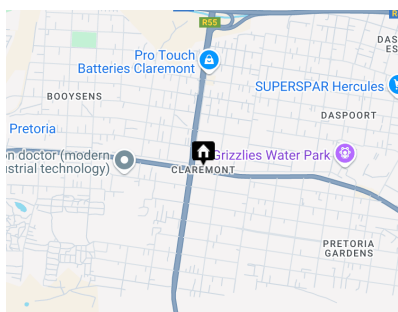 R55
R
DAS
ES
Pro Touch
Batteries Claremont
SUPERSPAR Hercules
BOOYSENS
DASPOORT
Pretoria
on doctor (modern
ustrial technology)
Grizzlies Water Park
CLAREMONT
PRETORIA
GARDENS